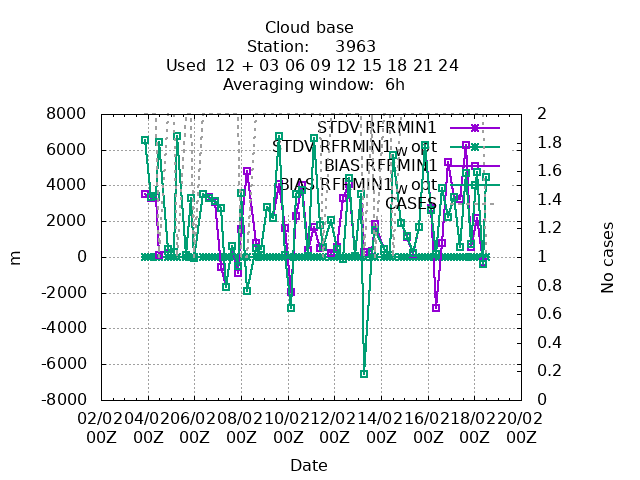 Cloud base
Station: 3963
Used 12 + 03 06 09 12 15 18 21 24
Averaging window: 6h
8000
6000
4000
2000
0
-2000
-4000
-6000
-8000
m
STDV RFRMIN1
STDV RFRMIN1_w out
BIAS RFRMIN1
BIAS RFRMIN1_w out
CASES
2
1.8
1.6
1.4
1.2
1
0.8
0.6
0.4
0.2
0
No cases
02/02 04/02 06/02 08/02 10/02 12/02 14/02 16/02 18/02 20/02
00Z 00Z 00Z 00Z 00Z 00Z 00Z 00Z 00Z 00Z
Date